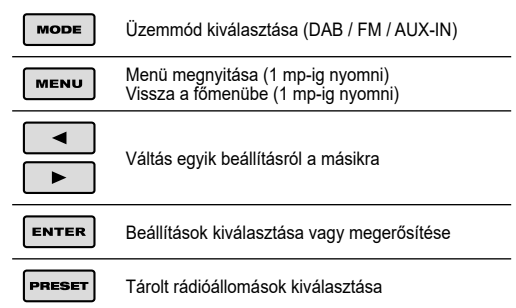 MODE Üzemmód kiválasztása (DAB / FM / AUX-IN)
MENU Menü megnyitása (1 mp-ig nyomni)
Vissza a főmenübe (1 mp-ig nyomni)
Váltás egyik beállításról a másikra
ENTER Beállítások kiválasztása vagy megerősítése
PRESET Tárolt rádióállomások kiválasztása